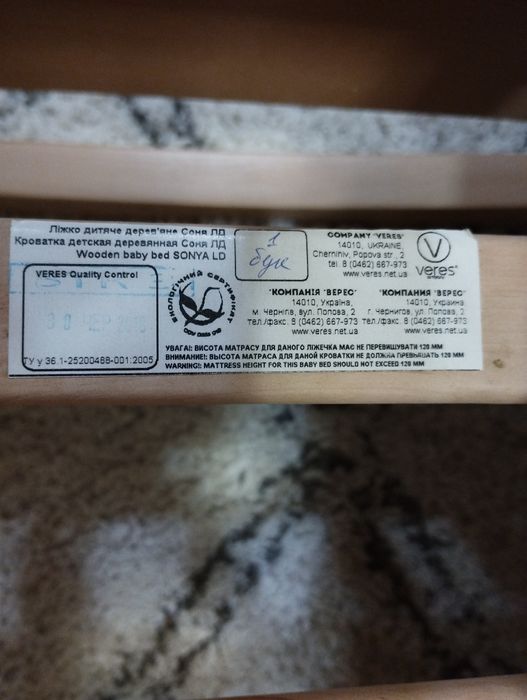 Ліжко дитяче дерев'яне Соня ЛД
Кроватка детская деревянная Соня ЛД
Wooden baby bed SONYA LD
VERES Quality Control
ТУ у 36.1-25200488-001:2005
ЕКОЛОГІЧНИЙ СЕРТИФІКАТ
1
бук
COMPANY "VERES"
14010, UKRAINE,
Chernihiv, Popova str., 2
tel. 8 (0462) 667-973
www.veres.net.ua
veres
"КОМПАНІЯ "ВЕРЕС"
14010, Україна,
м. Чернігів, вул. Попова, 2
тел./факс. 8 (0462) 667-973
www.veres.net.ua
"КОМПАНИЯ "ВЕРЕС"
14010, Украина,
г. Чернигов, ул. Попова, 2
тел./факс. 8 (0462) 667-973
www.veres.net.ua
УВАГА!: ВИСОТА МАТРАСУ ДЛЯ ДАНОГО ЛІЖЕЧКА МАЄ НЕ ПЕРЕВИШУВАТИ 120 ММ
ВНИМАНИЕ!: ВЫСОТА МАТРАСА ДЛЯ ДАНОЙ КРОВАТКИ НЕ ДОЛЖНА ПРЕВЫШАТЬ 120 ММ
WARNING!: MATTRESS HEIGHT FOR THIS BABY BED SHOULD NOT EXCEED 120 MM